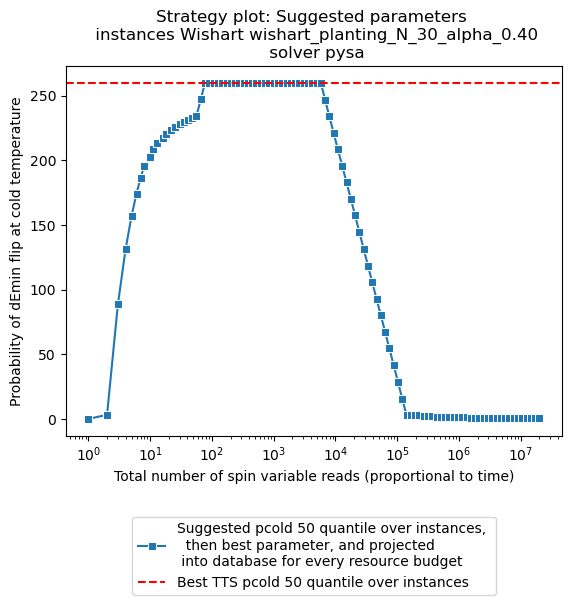 Strategy plot: Suggested parameters
instances Wishart wishart_planting_N_30_alpha_0.40
solver pysa
Probability of dEmin flip at cold temperature
250
200
150
100
50
0
10^0 10^1 10^2 10^3 10^4 10^5 10^6 10^7
Total number of spin variable reads (proportional to time)
Suggested pcold 50 quantile over instances,
then best parameter, and projected
into database for every resource budget
Best TTS pcold 50 quantile over instances